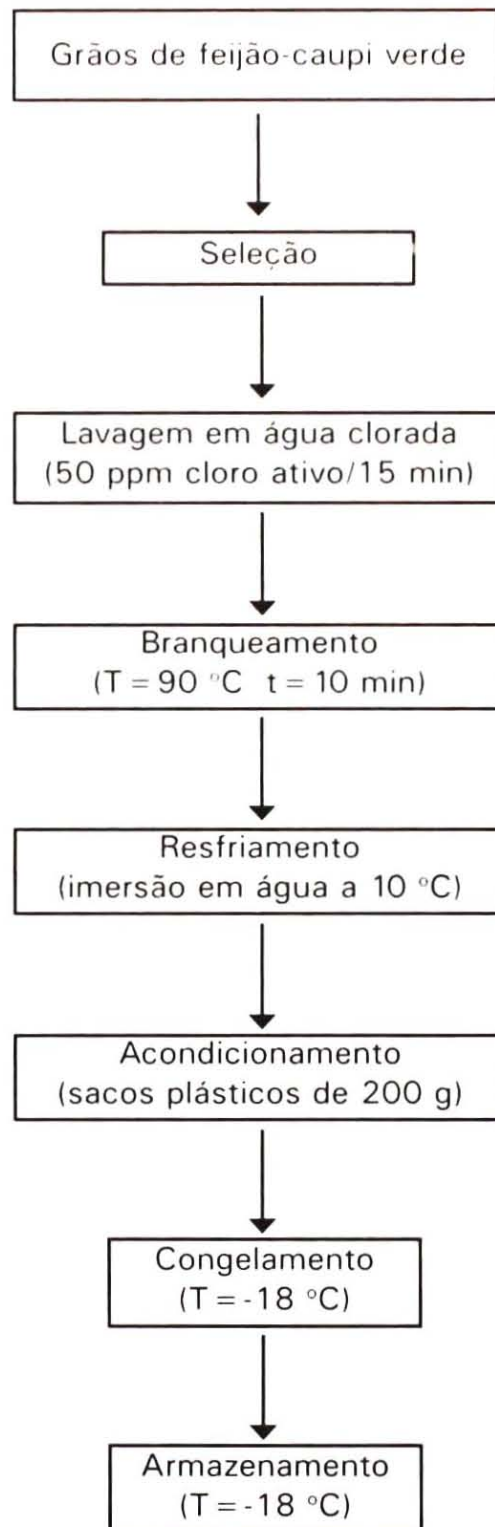 Grãos de feijão-caupi verde
Seleção
Lavagem em água clorada
(50 ppm cloro ativo/15 min)
Branqueamento
(T = 90 °C t = 10 min)
Resfriamento
(imersão em água a 10 °C)
Acondicionamento
(sacos plásticos de 200 g)
Congelamento
(T = -18 °C)
Armazenamento
(T = -18 °C)